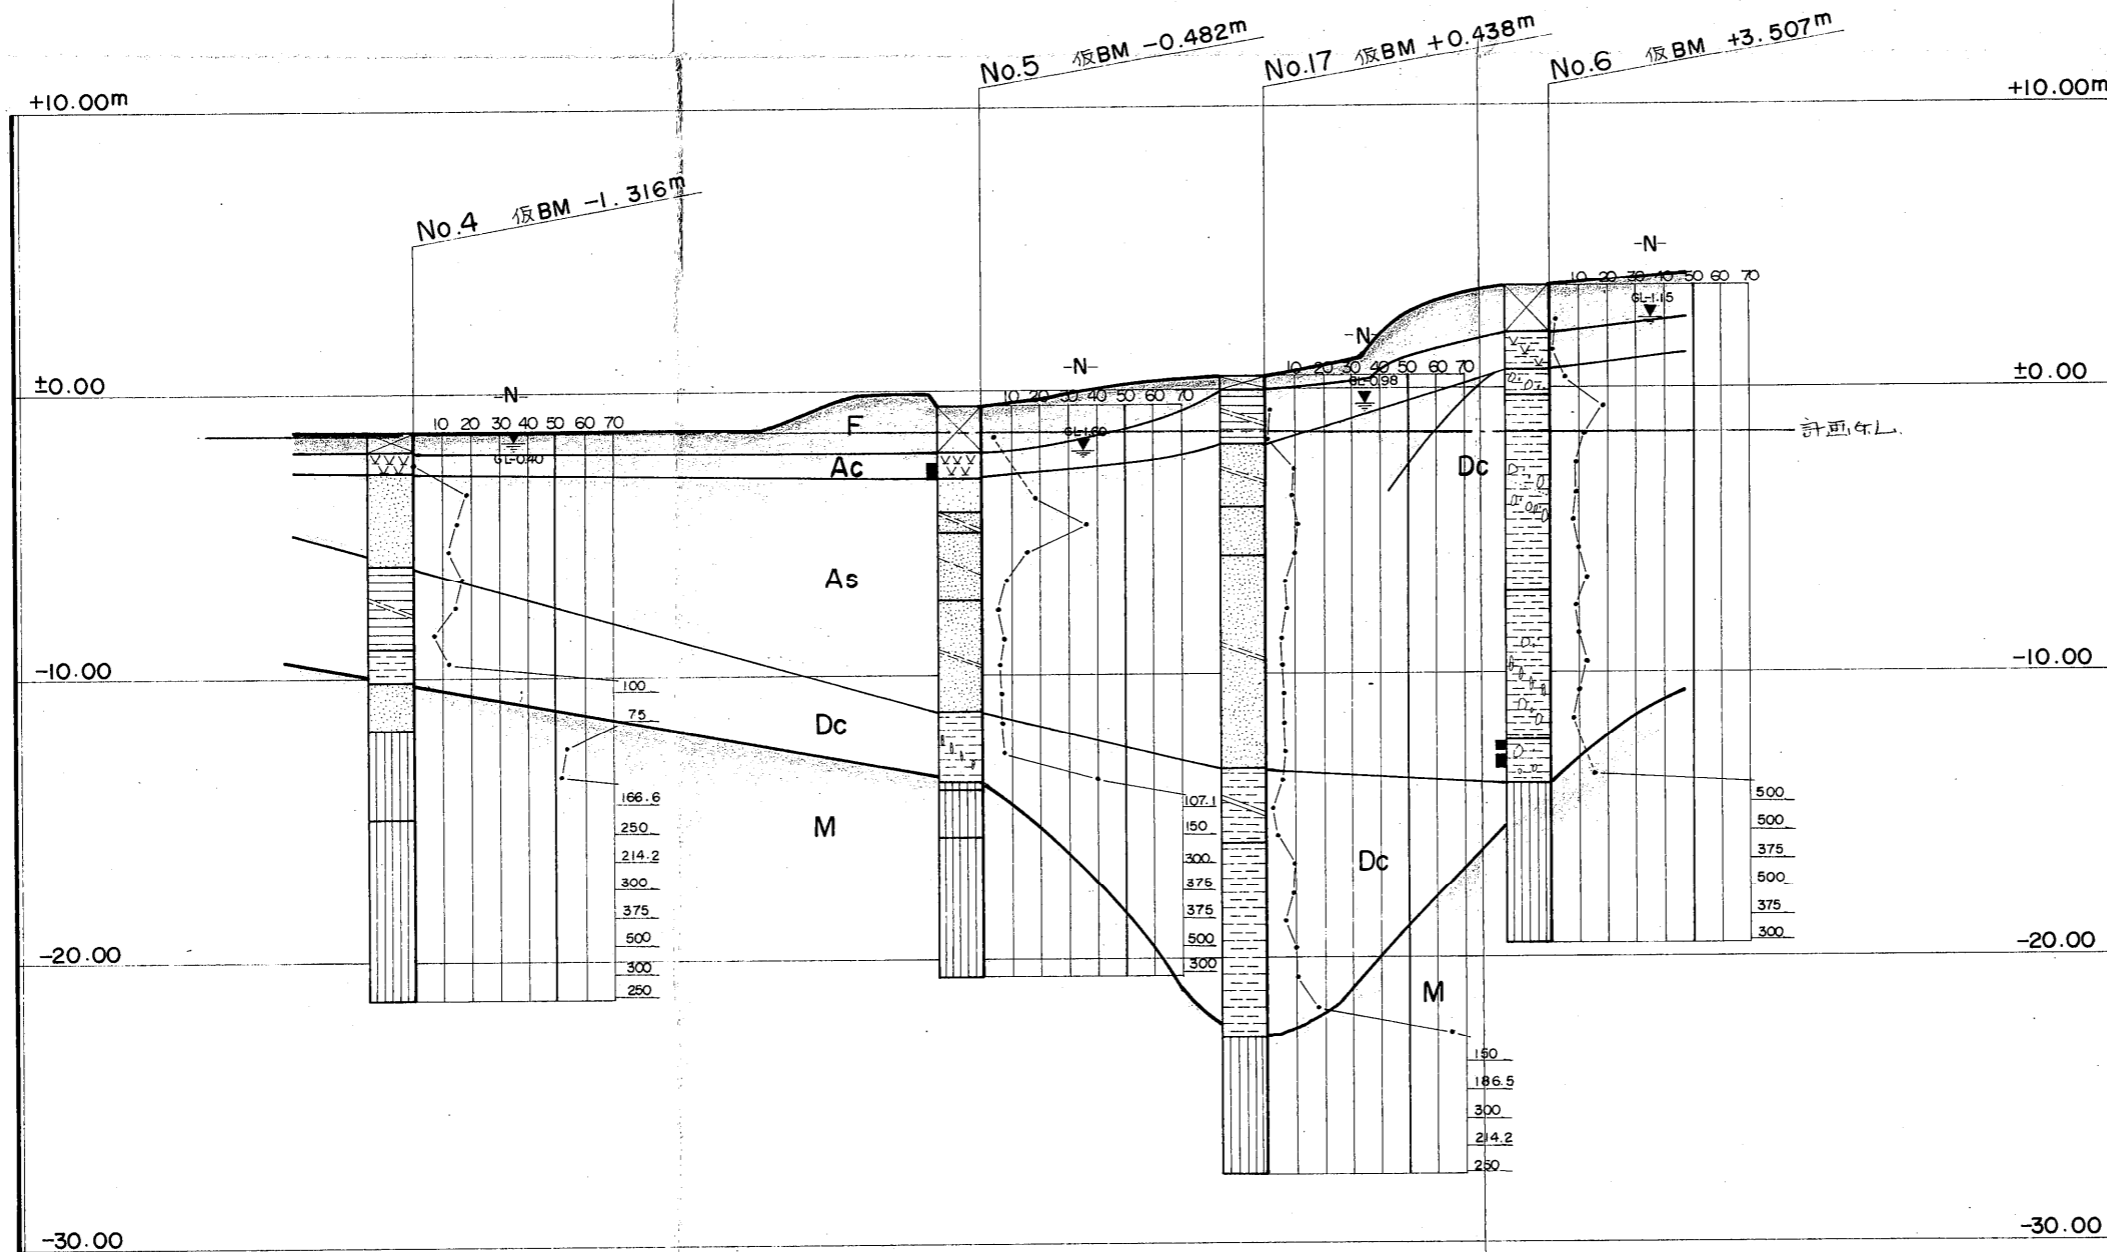 No.5 仮BM -0.482m
No.17 仮BM +0.438m
No.6 仮BM +3.507m
+10.00m
+10.00m
No.4 仮BM -1.316m
-N-
10 20 30 40 50 60 70
GL-1.15
-N-
10 20 30 40 50 60 70
GL-0.98
-N-
10 20 30 40 50 60 70
GL-1.60
±0.00
±0.00
-N-
10 20 30 40 50 60 70
GL-0.40
計画G.L.
F
Ac
Dc
As
-10.00
-10.00
100
75
Dc
166.6
250
214.2
300
375
500
300
250
M
107.1
150
300
375
375
500
300
Dc
500
500
375
500
375
300
-20.00
-20.00
M
150
186.5
300
214.2
250
-30.00
-30.00